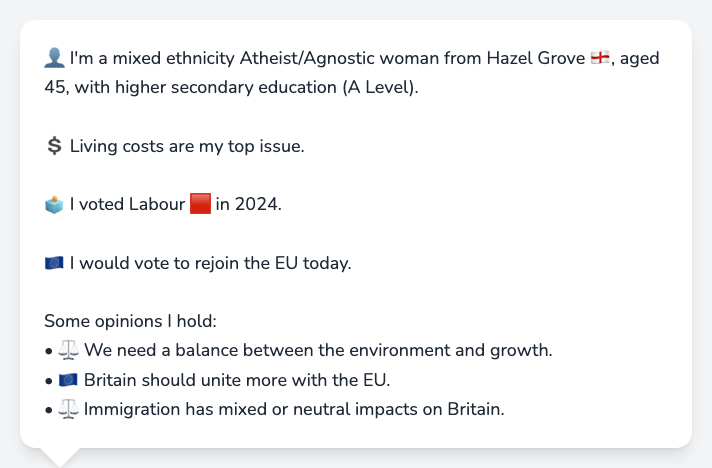 👤 I'm a mixed ethnicity Atheist/Agnostic woman from Hazel Grove 🏴󠁧󠁢󠁥󠁮󠁧󠁿, aged
45, with higher secondary education (A Level).
💲 Living costs are my top issue.
🗳️ I voted Labour 🟥 in 2024.
🇪🇺 I would vote to rejoin the EU today.
Some opinions I hold:
• ⚖️ We need a balance between the environment and growth.
• 🇪🇺 Britain should unite more with the EU.
• ⚖️ Immigration has mixed or neutral impacts on Britain.